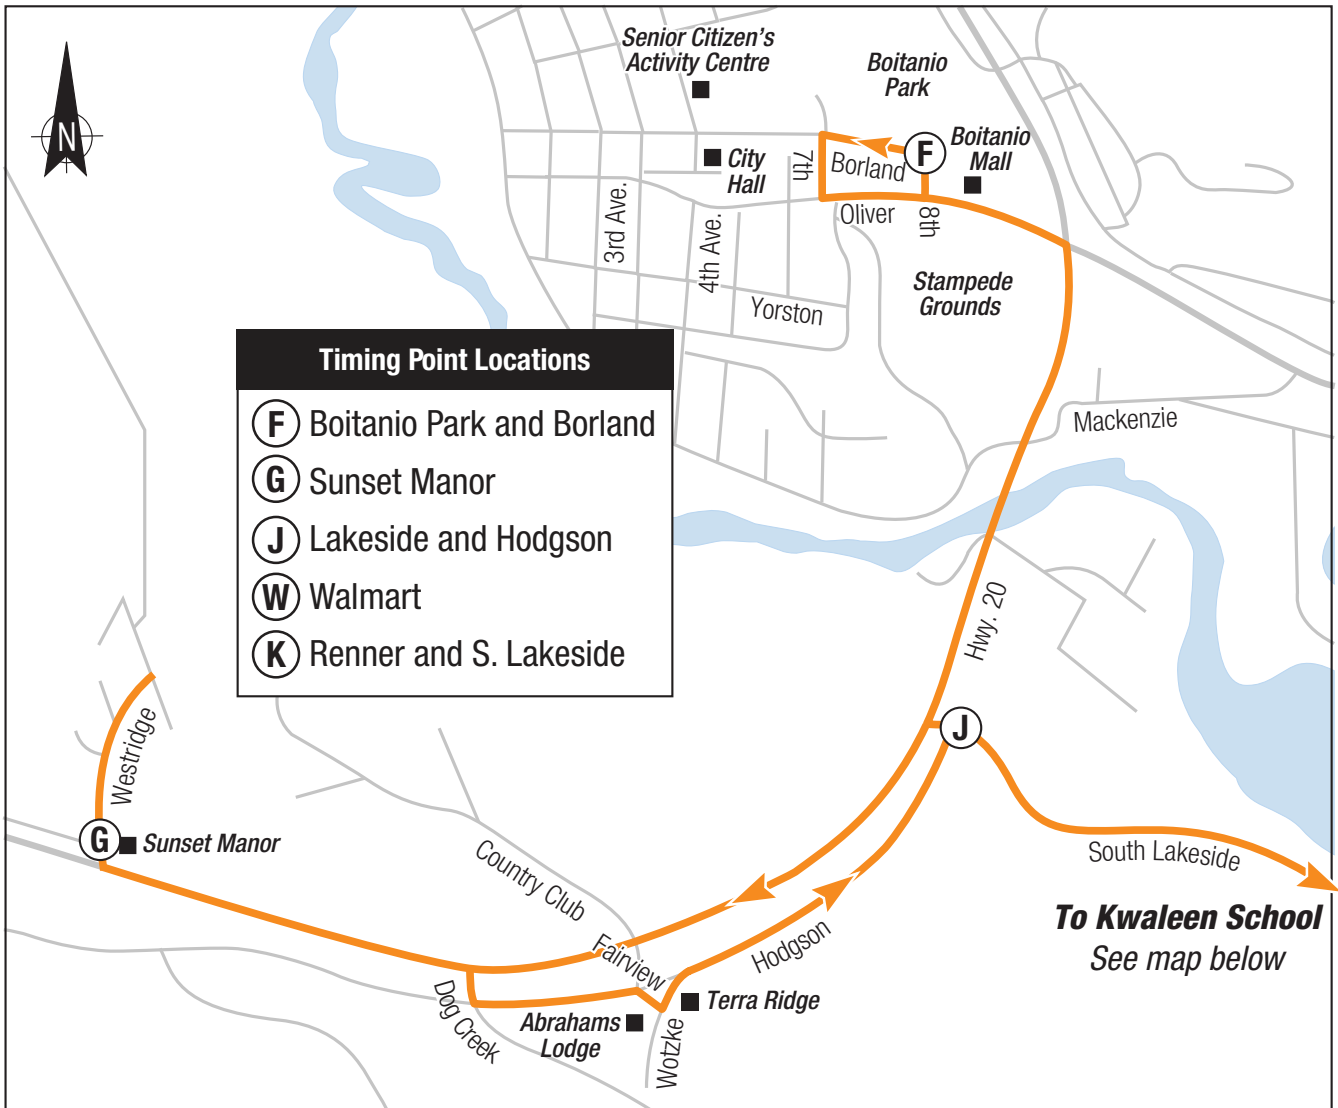 Senior Citizen's
Activity Centre
Boitanio
Park
N
City
Hall
7th
Borland
F
Boitanio
Mall
Oliver
8th
3rd Ave.
4th Ave.
Yorston
Stampede
Grounds
Mackenzie
Timing Point Locations
F Boitanio Park and Borland
G Sunset Manor
J Lakeside and Hodgson
W Walmart
K Renner and S. Lakeside
Hwy. 20
J
Westridge
G
Sunset Manor
Country Club
South Lakeside
To Kwaleen School
See map below
Fairview
Hodgson
Dog Creek
Abrahams
Lodge
Terra Ridge
Wotzke